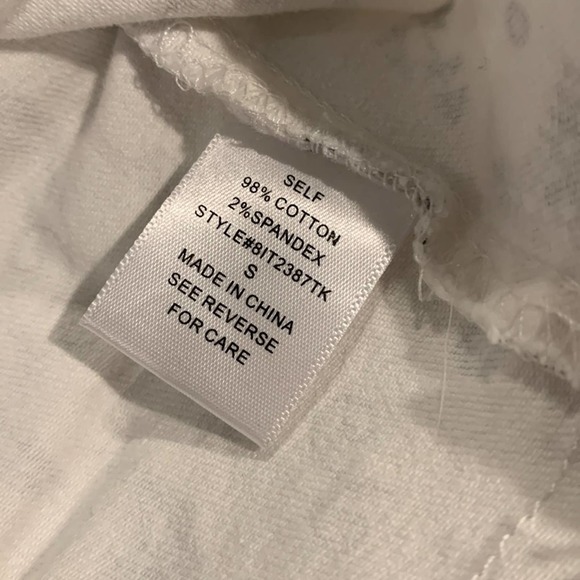 SELF
98% COTTON
2%SPANDEX
STYLE#8IT2387TK
S
MADE IN CHINA
SEE REVERSE
FOR CARE